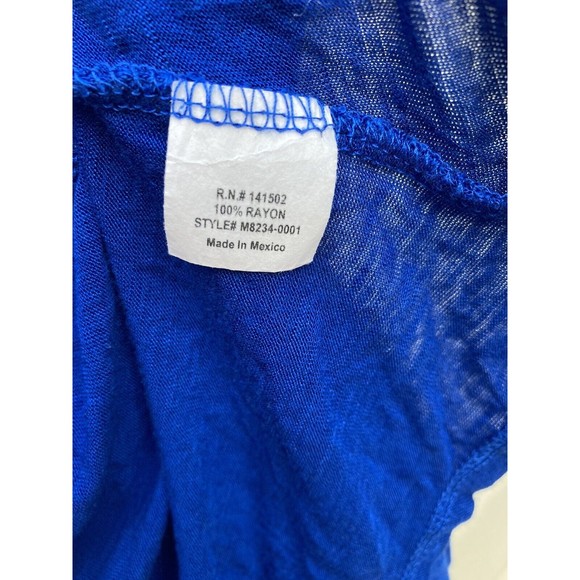 R.N.# 141502
100% RAYON
STYLE# M8234-0001
Made In Mexico